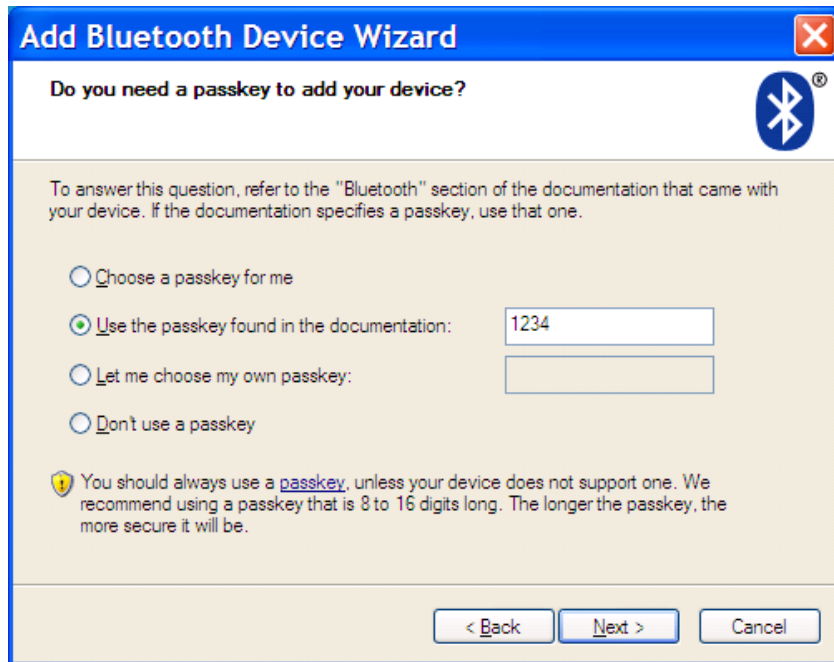 Add Bluetooth Device Wizard
Do you need a passkey to add your device?
®
To answer this question, refer to the "Bluetooth" section of the documentation that came with
your device. If the documentation specifies a passkey, use that one.
Choose a passkey for me
Use the passkey found in the documentation: 1234
Let me choose my own passkey:
Don't use a passkey
You should always use a passkey, unless your device does not support one. We
recommend using a passkey that is 8 to 16 digits long. The longer the passkey, the
more secure it will be.
< Back Next > Cancel